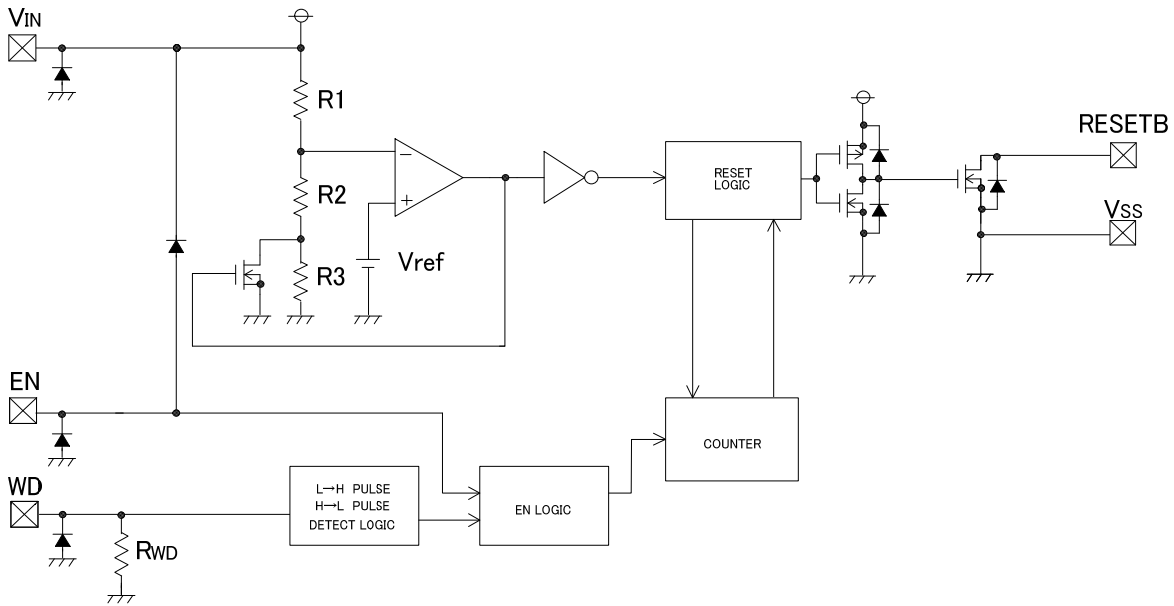 VIN
R1
RESETB
RESET
LOGIC
−
R2
+
VSS
Vref
R3
EN
COUNTER
WD
L→H PULSE
H→L PULSE
DETECT LOGIC
EN LOGIC
RWD